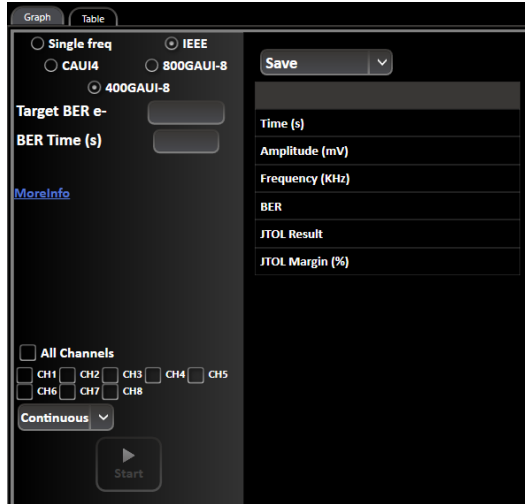 Graph Table
Single freq IEEE
CAUI4 800GAUI-8
400GAUI-8
Target BER e-
BER Time (s)
MoreInfo
All Channels
CH1 CH2 CH3 CH4 CH5
CH6 CH7 CH8
Continuous
Start
Save
Time (s)
Amplitude (mV)
Frequency (KHz)
BER
JTOL Result
JTOL Margin (%)